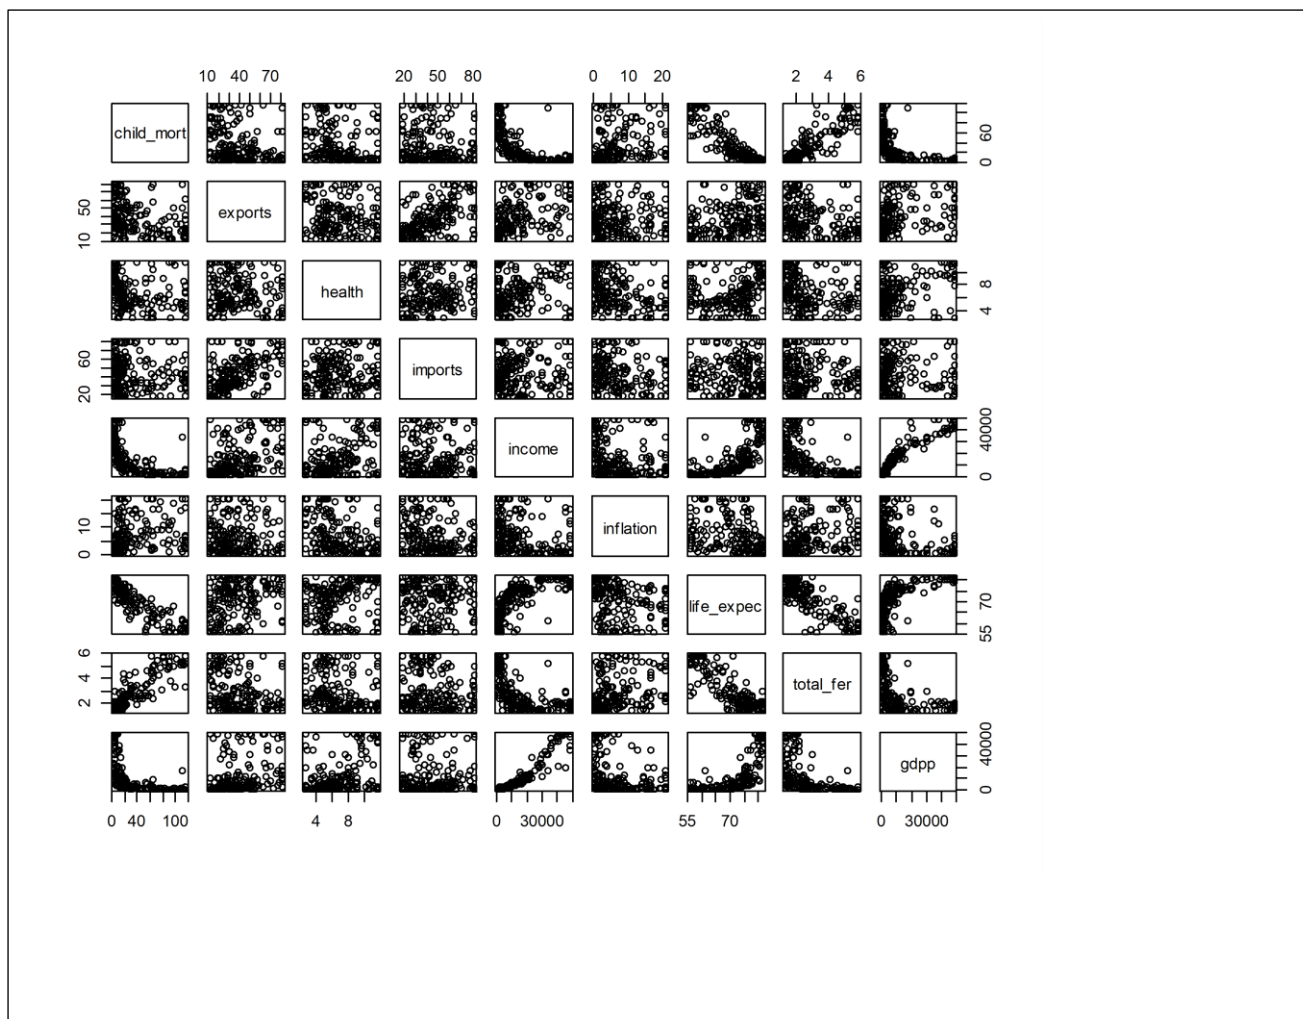 10 40 70 20 50 80 0 10 20 2 4 6
child_mort 0 60
10 50 exports
health 4 8
20 60 imports
income 0 40000
0 10 inflation
life_expec 55 70
2 4 6 total_fer
gdpp 0 40000
0 40 100 4 8 0 30000 55 70 0 30000